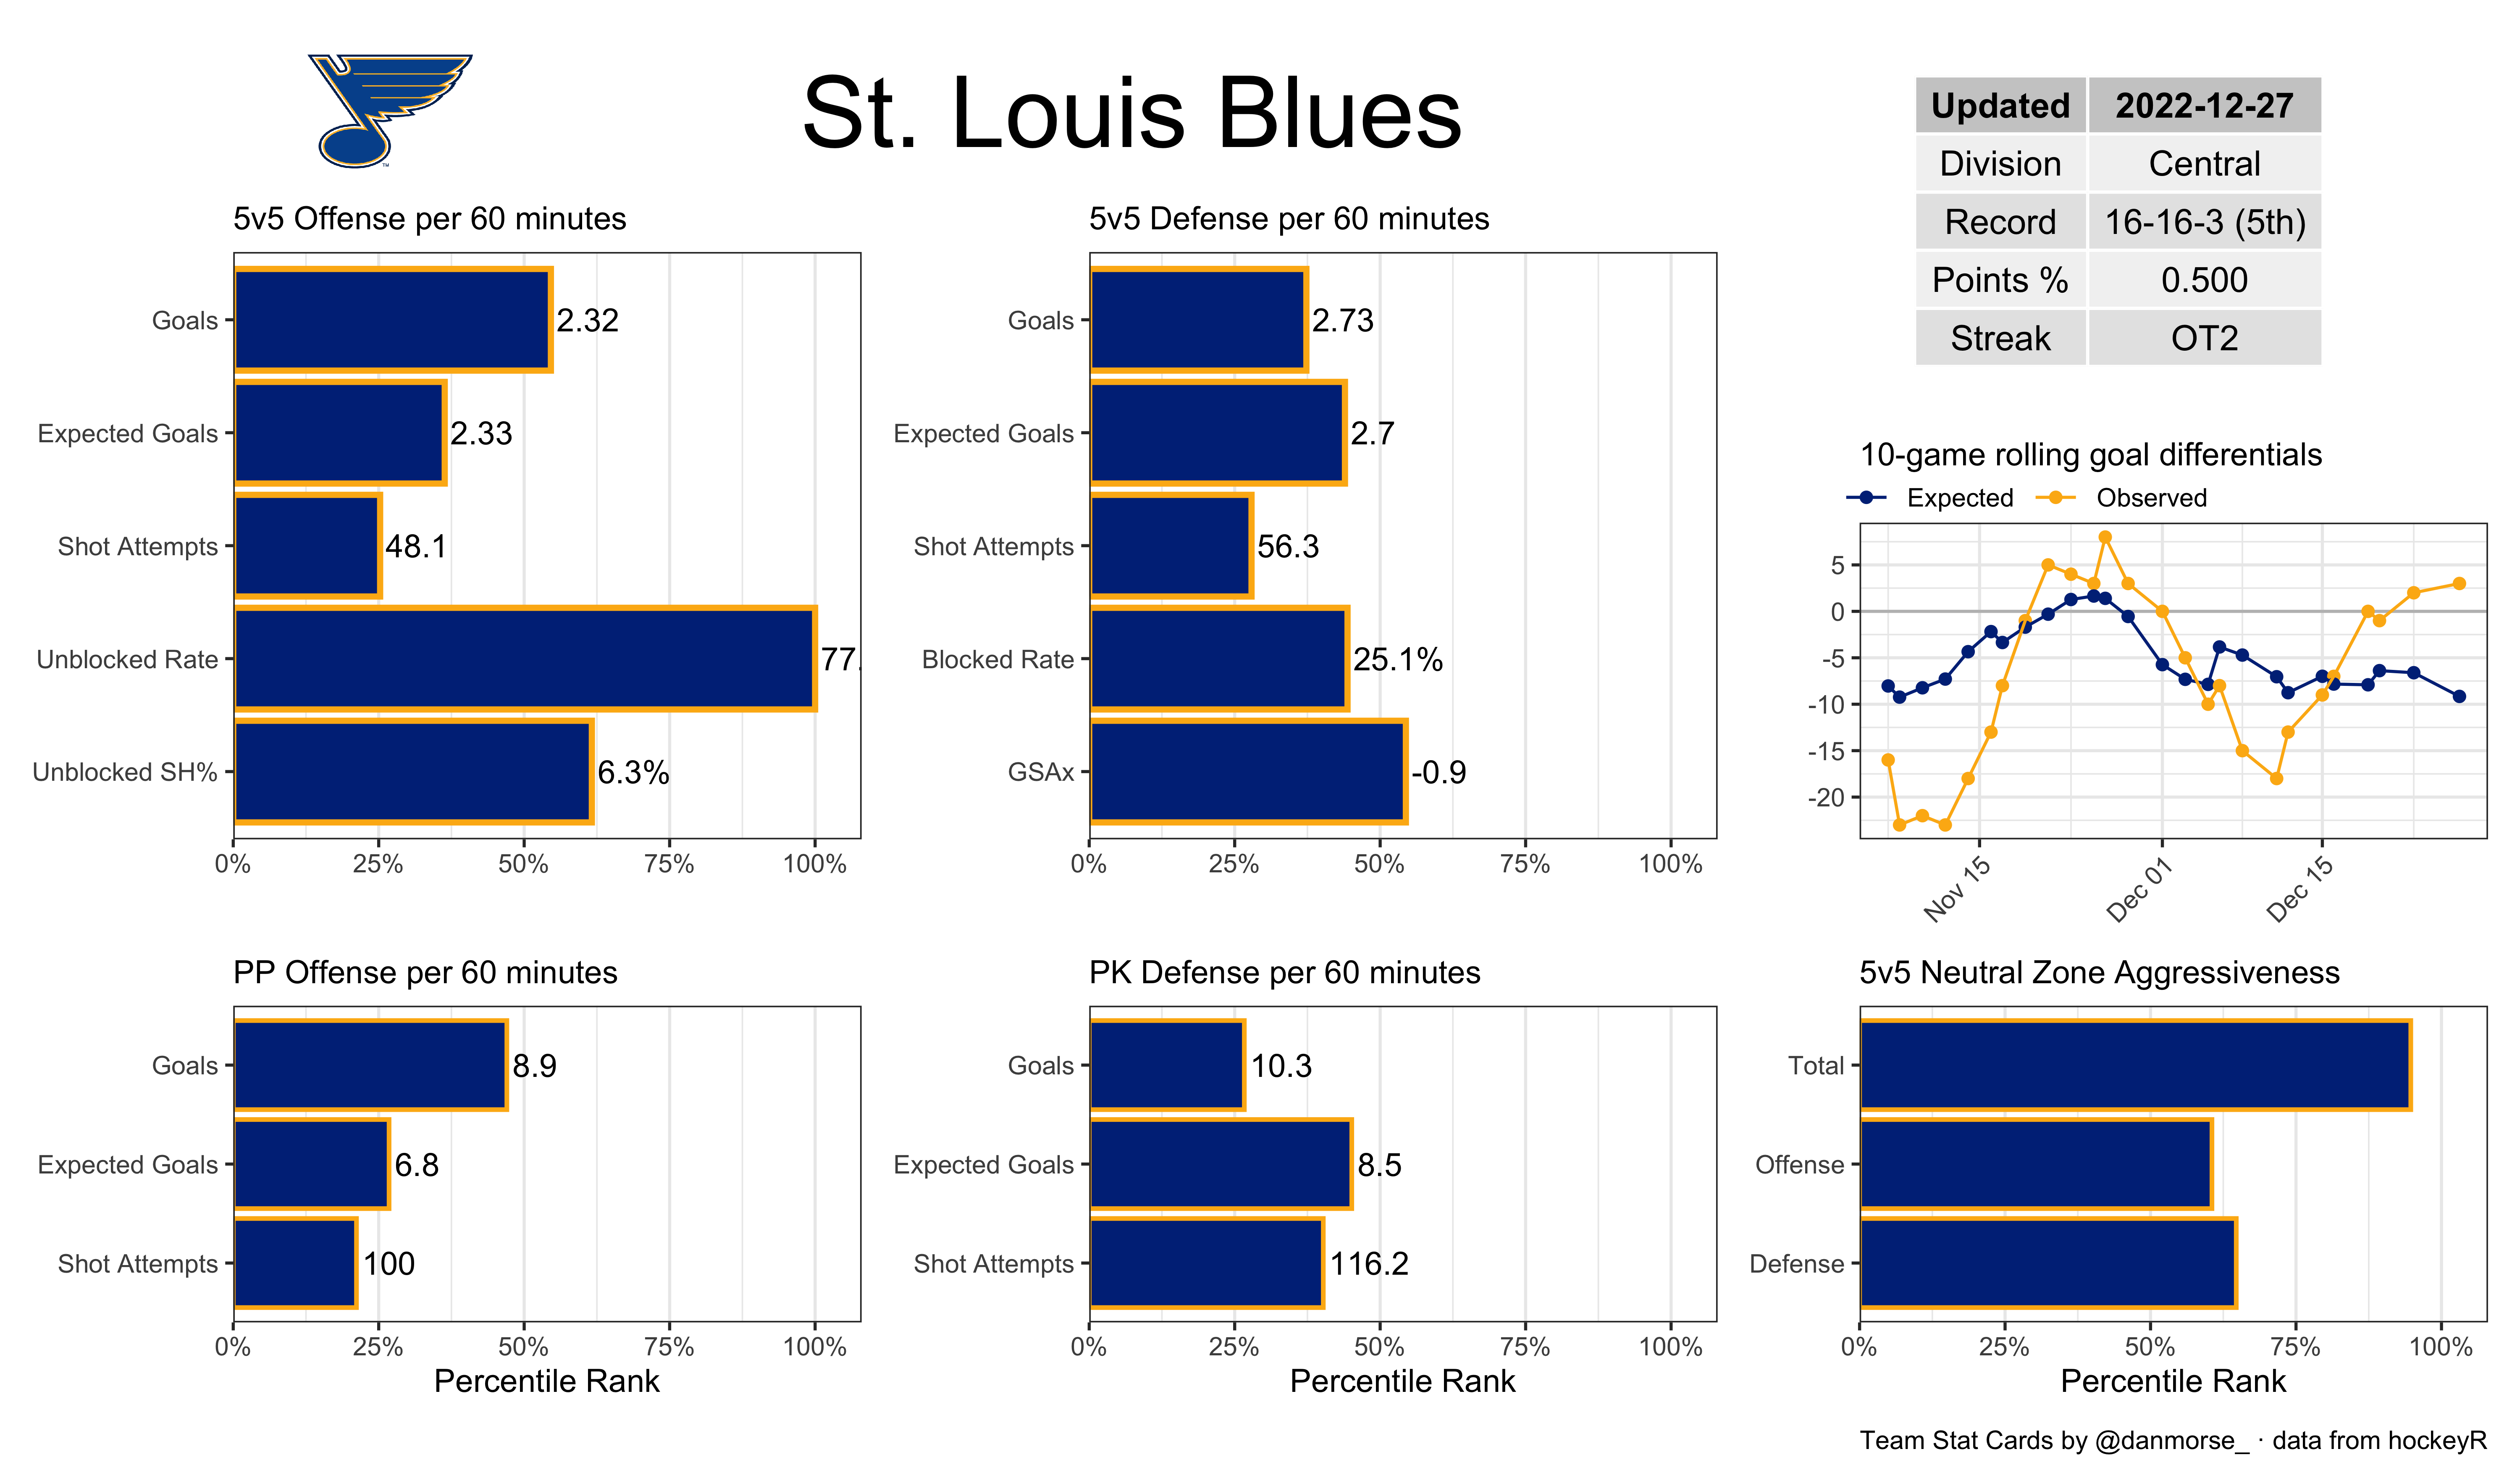 St. Louis Blues
Updated 2022-12-27
Division Central
Record 16-16-3 (5th)
Points % 0.500
Streak OT2
5v5 Offense per 60 minutes
Goals 2.32
Expected Goals 2.33
Shot Attempts 48.1
Unblocked Rate 77.
Unblocked SH% 6.3%
0% 25% 50% 75% 100%
5v5 Defense per 60 minutes
Goals 2.73
Expected Goals 2.7
Shot Attempts 56.3
Blocked Rate 25.1%
GSAx -0.9
0% 25% 50% 75% 100%
10-game rolling goal differentials
Expected Observed
5
0
-5
-10
-15
-20
Nov 15 Dec 01 Dec 15
PP Offense per 60 minutes
Goals 8.9
Expected Goals 6.8
Shot Attempts 100
0% 25% 50% 75% 100%
Percentile Rank
PK Defense per 60 minutes
Goals 10.3
Expected Goals 8.5
Shot Attempts 116.2
0% 25% 50% 75% 100%
Percentile Rank
5v5 Neutral Zone Aggressiveness
Total
Offense
Defense
0% 25% 50% 75% 100%
Percentile Rank
Team Stat Cards by @danmorse_ · data from hockeyR